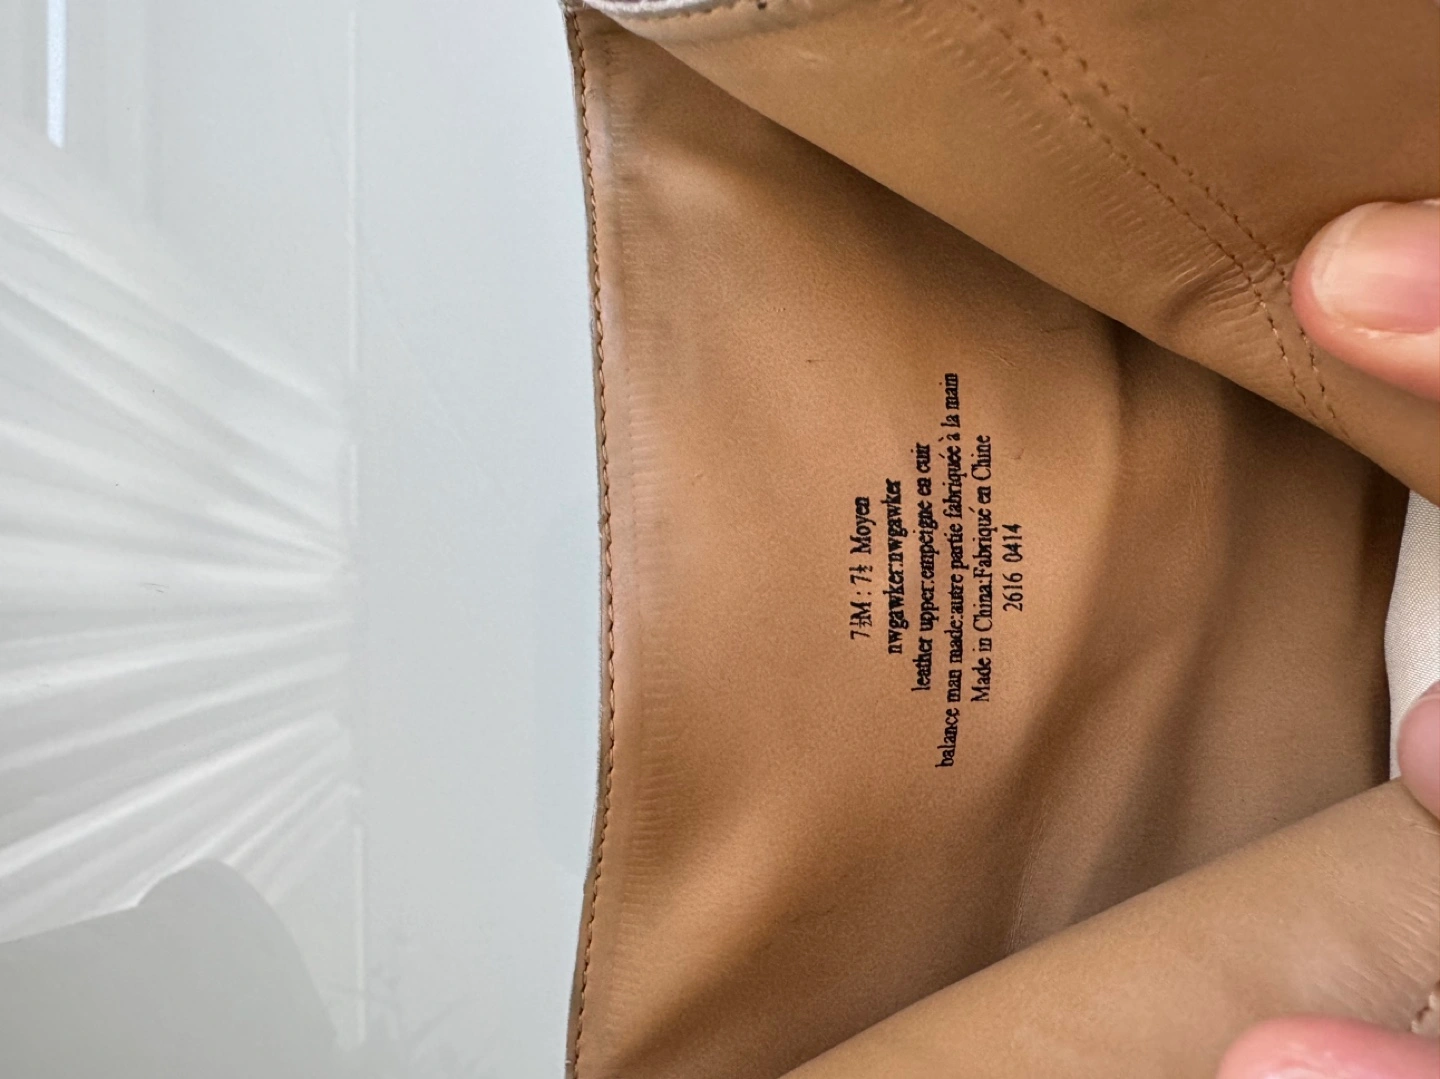 7½M : 7½ Moyen
nwgawker:nwgawker
leather upper:empeigne en cuir
balance man made:autre partie fabriquée à la main
Made in China:Fabriqué en Chine
2616 0414